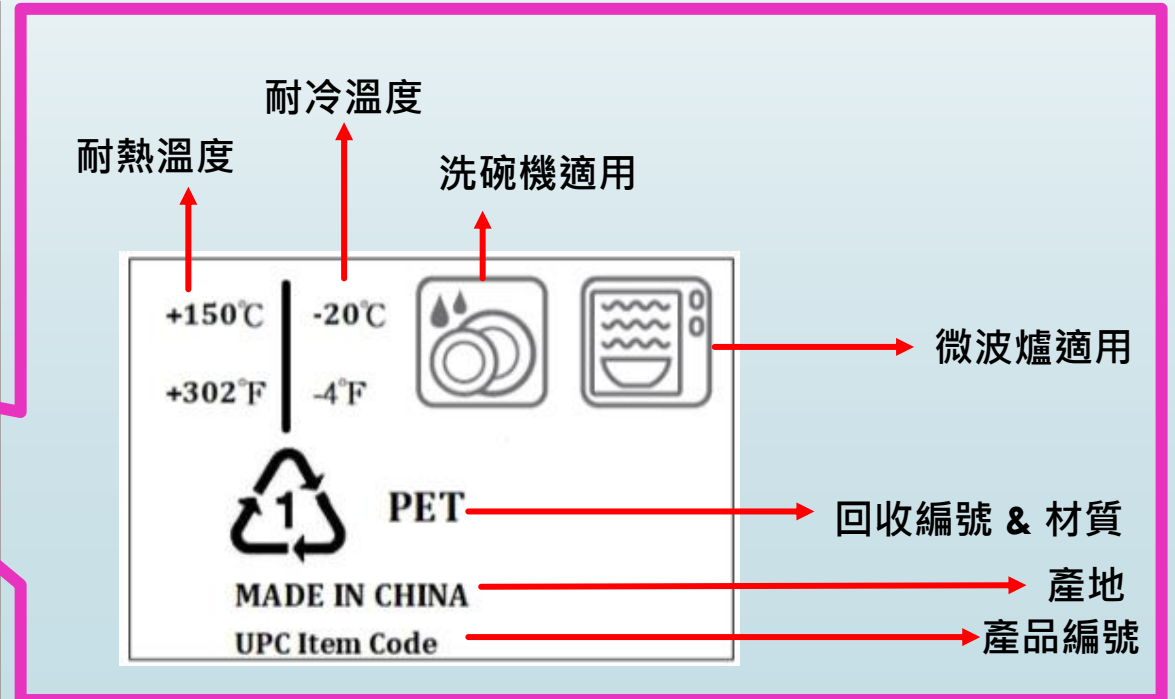 耐冷溫度
耐熱溫度
洗碗機適用
+150℃
-20℃
+302℉
-4℉
微波爐適用
1
PET
回收編號 & 材質
MADE IN CHINA
產地
UPC Item Code
產品編號